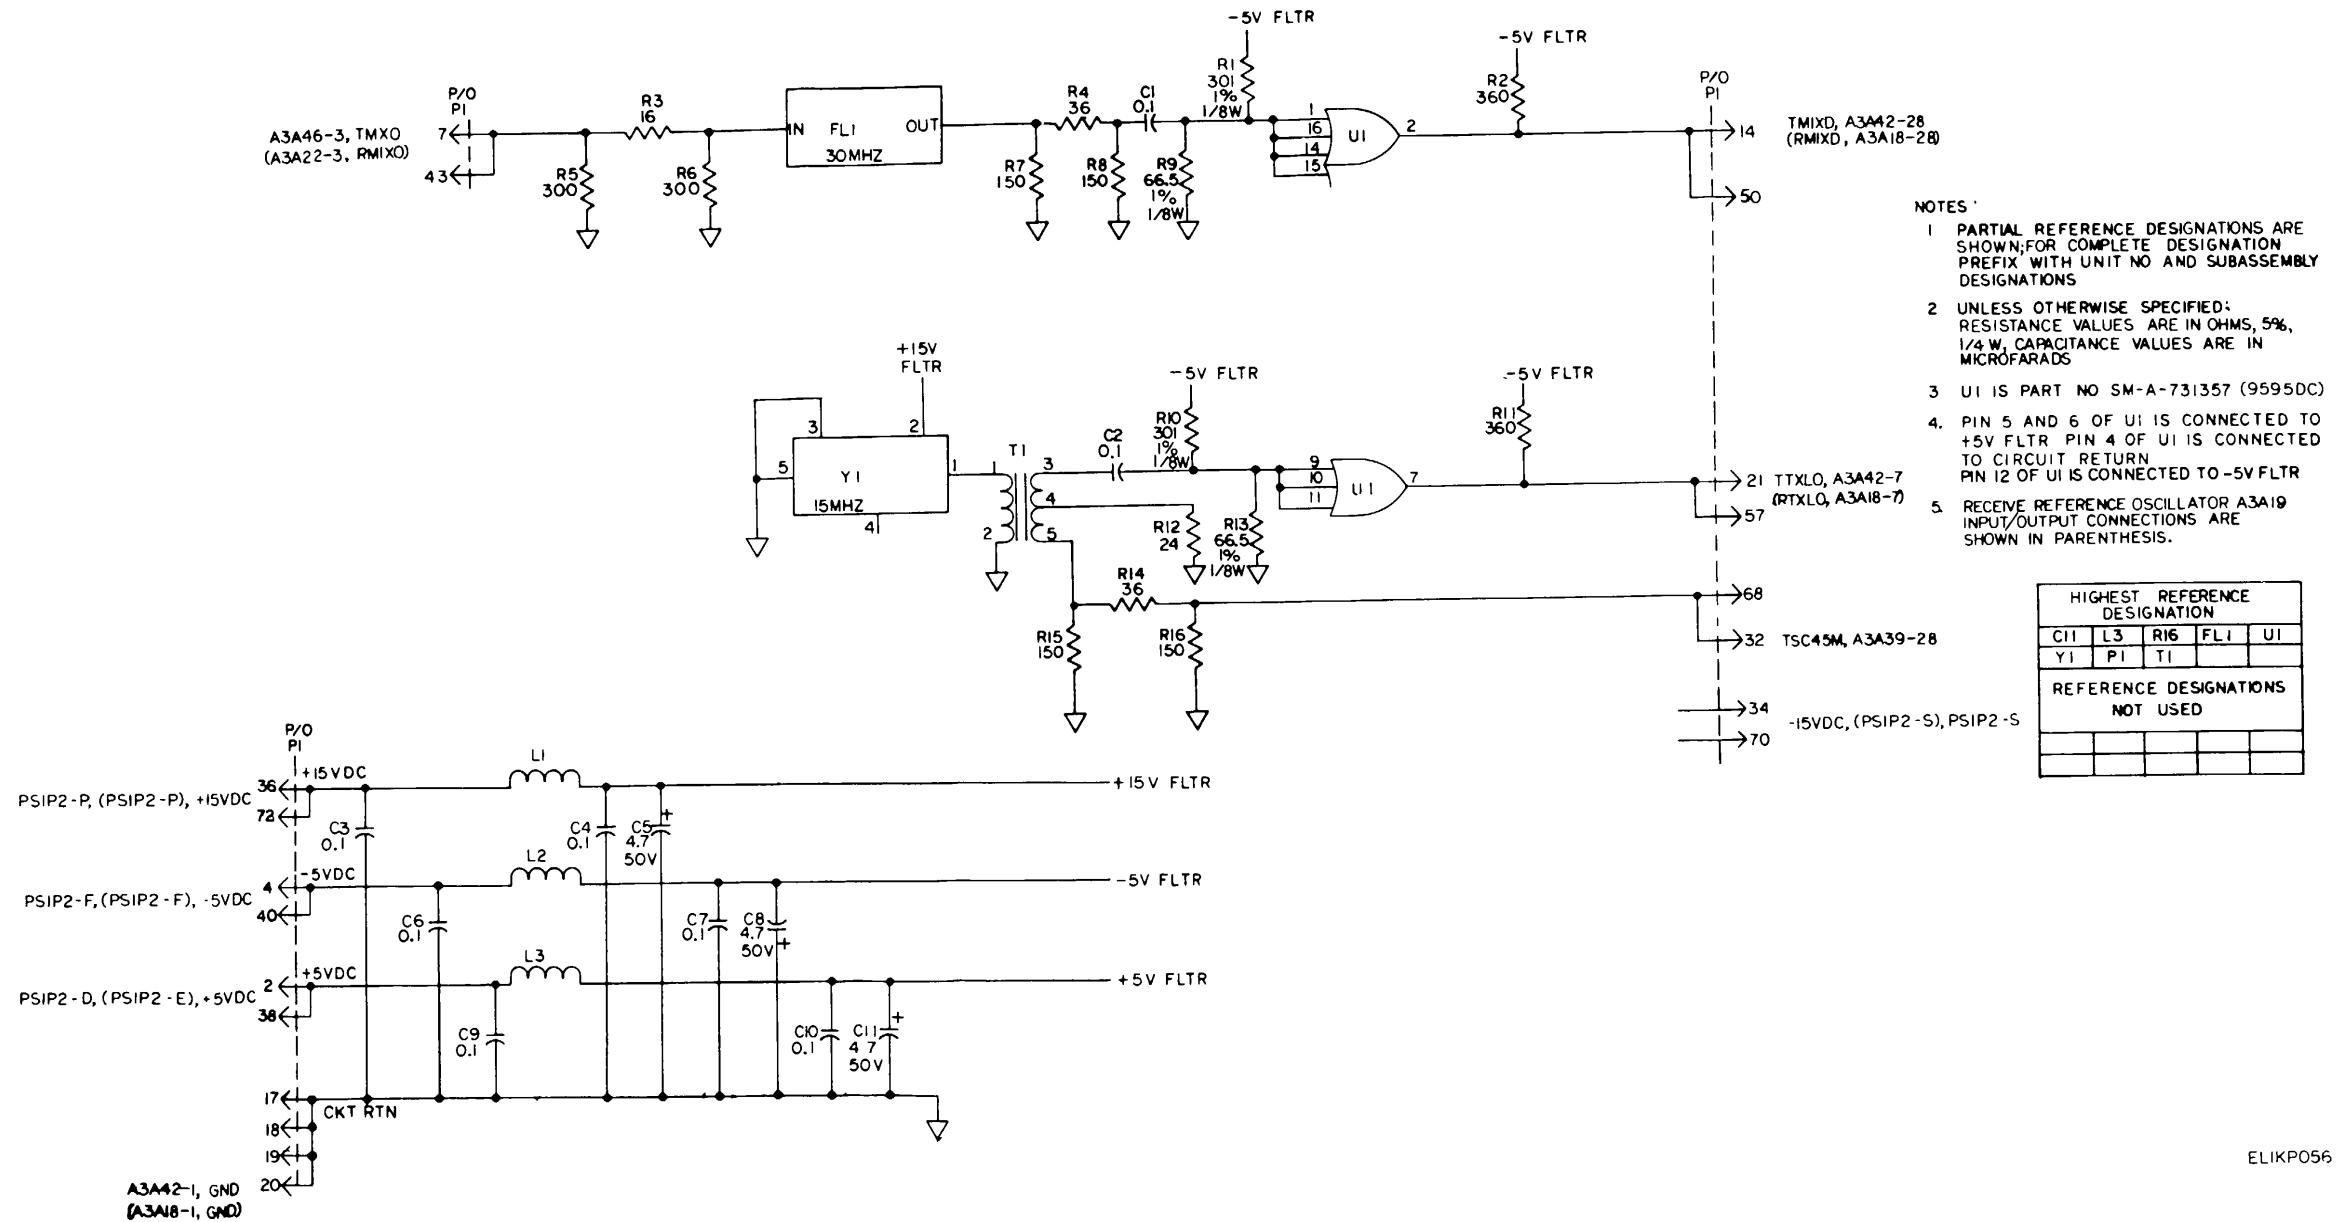 -5V FLTR
-5V FLTR
P/O
P1
A3A46-3, TMXO
(A3A22-3, RMIXO)
7
43
R3
16
R5
300
R6
300
IN FL1 OUT
30MHZ
R4
36
C1
0.1
R7
150
R8
150
R9
66.5
1%
1/8W
R1
301
1%
1/8W
1
16
14
15
U1
2
R2
360
P/O
P1
14
50
TMIXD, A3A42-28
(RMIXD, A3A18-28)
NOTES
1 PARTIAL REFERENCE DESIGNATIONS ARE
SHOWN;FOR COMPLETE DESIGNATION
PREFIX WITH UNIT NO AND SUBASSEMBLY
DESIGNATIONS
2 UNLESS OTHERWISE SPECIFIED:
RESISTANCE VALUES ARE IN OHMS, 5%,
1/4 W, CAPACITANCE VALUES ARE IN
MICROFARADS
3 U1 IS PART NO SM-A-731357 (9595DC)
4. PIN 5 AND 6 OF U1 IS CONNECTED TO
+5V FLTR PIN 4 OF U1 IS CONNECTED
TO CIRCUIT RETURN
PIN 12 OF U1 IS CONNECTED TO -5V FLTR
5. RECEIVE REFERENCE OSCILLATOR A3A19
INPUT/OUTPUT CONNECTIONS ARE
SHOWN IN PARENTHESIS.
+15V
FLTR
3
2
5
Y1
1
15MHZ
4
T1
1
2
3
4
5
C2
0.1
-5V FLTR
R10
301
1%
1/8W
R12
24
R13
66.5
1%
1/8W
9
10
11
U1
7
-5V FLTR
R11
360
21
57
TTXLO, A3A42-7
(RTXLO, A3A18-7)
R14
36
R15
150
R16
150
68
32
TSC45M, A3A39-28
34
70
-15VDC, (PSIP2-S), PSIP2-S
HIGHEST REFERENCE
DESIGNATION
C11 L3 R16 FL1 U1
Y1 P1 T1
REFERENCE DESIGNATIONS
NOT USED
P/O
P1
PSIP2-P, (PSIP2-P), +15VDC
36
72
+15VDC
L1
+15V FLTR
C3
0.1
C4
0.1
C5
4.7
50V
+
PSIP2-F, (PSIP2-F), -5VDC
4
40
-5VDC
L2
-5V FLTR
C6
0.1
C7
0.1
C8
4.7
50V
+
PSIP2-D, (PSIP2-E), +5VDC
2
38
+5VDC
L3
+5V FLTR
C9
0.1
C10
0.1
C11
4.7
50V
+
17
18
19
20
CKT RTN
A3A42-1, GND
(A3A18-1, GND)
EL1KP056